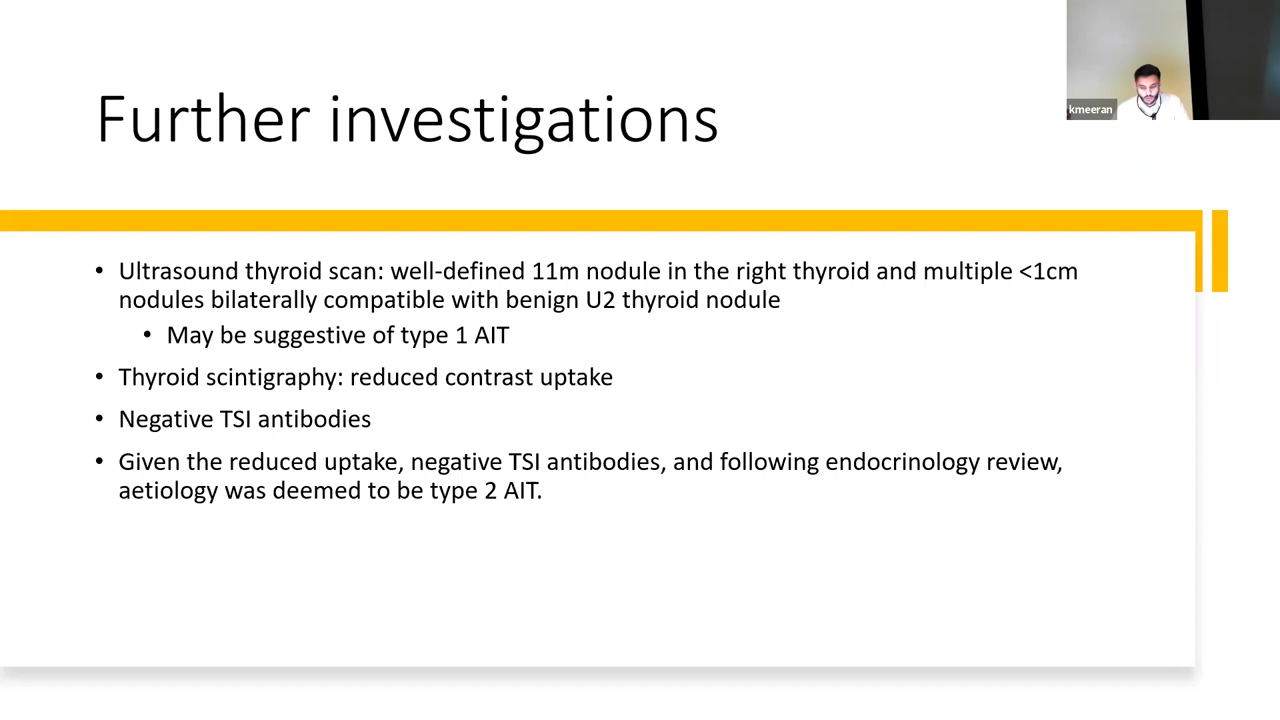 kmeeran
Further investigations
• Ultrasound thyroid scan: well-defined 11m nodule in the right thyroid and multiple <1cm
nodules bilaterally compatible with benign U2 thyroid nodule
• May be suggestive of type 1 AIT
• Thyroid scintigraphy: reduced contrast uptake
• Negative TSI antibodies
• Given the reduced uptake, negative TSI antibodies, and following endocrinology review,
aetiology was deemed to be type 2 AIT.